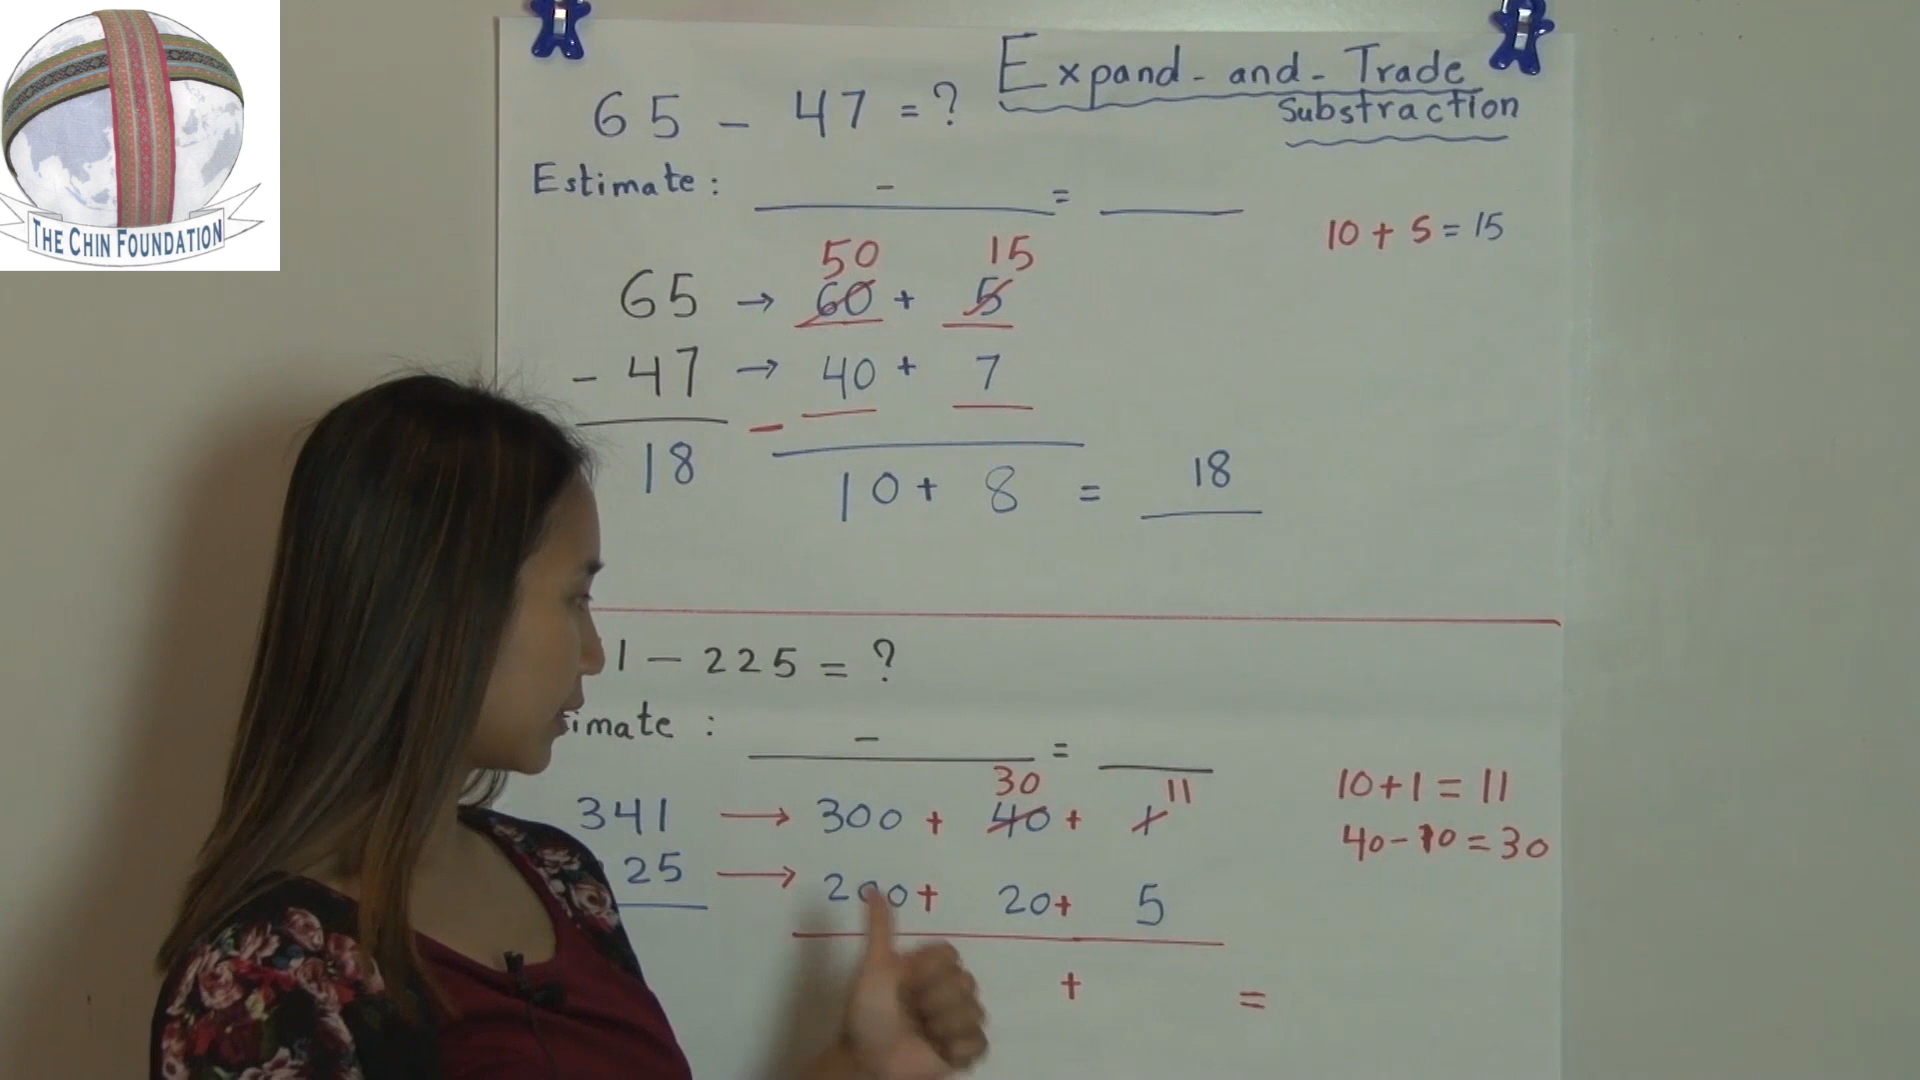 THE CHIN FOUNDATION
Expand-and-Trade
Substraction
65 - 47 = ?
Estimate: - =
10 + 5 = 15
50 15
65 → 60 + 5
- 47 → 40 + 7
-
18 10 + 8 = 18
1 - 225 = ?
timate : - =
30 11
341 → 300 + 40 + 1
25 → 200 + 20 + 5
10 + 1 = 11
40 - 10 = 30
+ =